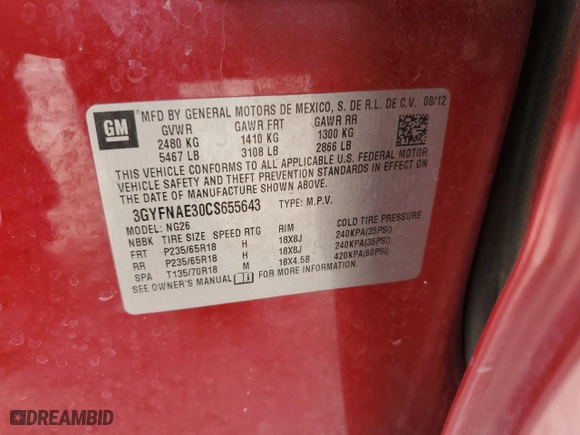 GM
MFD BY GENERAL MOTORS DE MEXICO, S. DE R.L. DE C.V. 08/12
GVWR GAWR FRT GAWR RR
2480 KG 1410 KG 1300 KG
5467 LB 3108 LB 2866 LB
THIS VEHICLE CONFORMS TO ALL APPLICABLE U.S. FEDERAL MOTOR
VEHICLE SAFETY AND THEFT PREVENTION STANDARDS IN EFFECT ON
THE DATE OF MANUFACTURE SHOWN ABOVE.
3GYFNAE30CS655643 TYPE: M.P.V.
MODEL: NG26
NBBK TIRE SIZE SPEED RTG RIM COLD TIRE PRESSURE
FRT P235/65R18 H 18X8J 240KPA(35PSI)
RR P235/65R18 H 18X8J 240KPA(35PSI)
SPA T135/70R18 M 18X4.5B 420KPA(60PSI)
SEE OWNER'S MANUAL FOR MORE INFORMATION.
DREAMBID